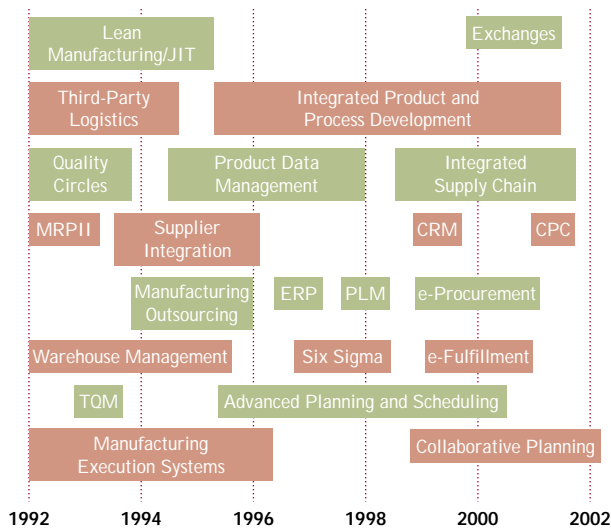 Lean
Manufacturing/JIT
Exchanges
Third-Party
Logistics
Integrated Product and
Process Development
Quality
Circles
Product Data
Management
Integrated
Supply Chain
MRPII
Supplier
Integration
CRM
CPC
Manufacturing
Outsourcing
ERP
PLM
e-Procurement
Warehouse Management
Six Sigma
e-Fulfillment
TQM
Advanced Planning and Scheduling
Manufacturing
Execution Systems
Collaborative Planning
1992
1994
1996
1998
2000
2002